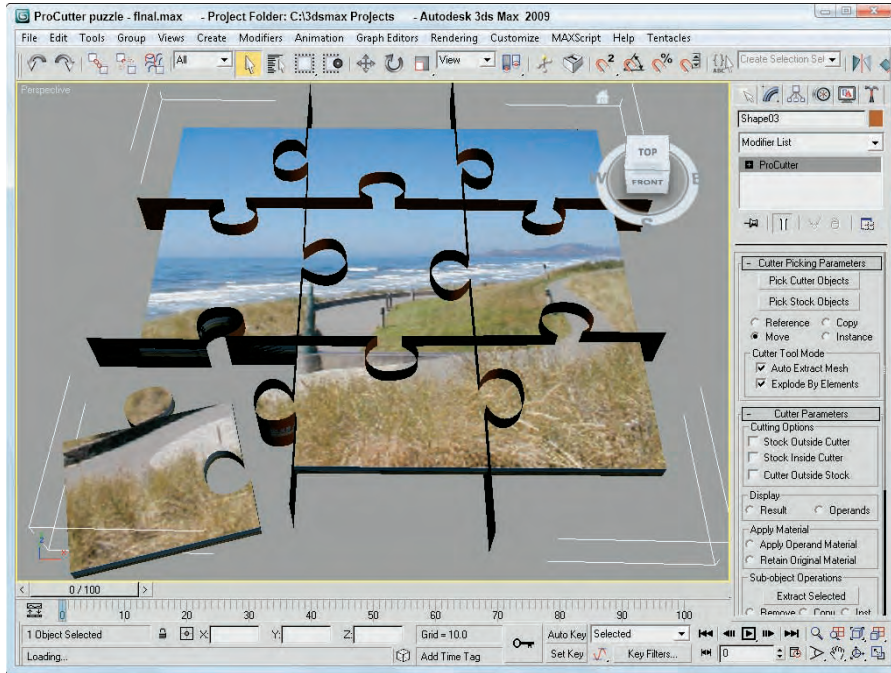 ProCutter puzzle - fInal.max - Project Folder: C:\3dsmax Projects - Autodesk 3ds Max 2009
File Edit Tools Group Views Create Modifiers Animation Graph Editors Rendering Customize MAXScript Help Tentacles
All View Create Selection Set
Perspective
TOP
FRONT
W
E
S
Shape03
Modifier List
ProCutter
- Cutter Picking Parameters
Pick Cutter Objects
Pick Stock Objects
Reference Copy
Move Instance
Cutter Tool Mode
Auto Extract Mesh
Explode By Elements
- Cutter Parameters
Cutting Options
Stock Outside Cutter
Stock Inside Cutter
Cutter Outside Stock
Display
Result Operands
Apply Material
Apply Operand Material
Retain Original Material
Sub-object Operations
Extract Selected
Remove Copy Inst
z
x
< 0 / 100 >
0 10 20 30 40 50 60 70 80 90 100
1 Object Selected X: Y: Z: Grid = 10.0 Auto Key Selected
Loading... Add Time Tag Set Key Key Filters... 0